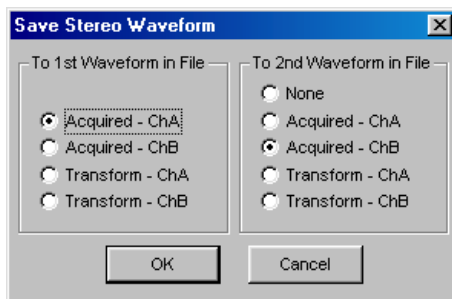 Save Stereo Waveform
To 1st Waveform in File
Acquired - ChA
Acquired - ChB
Transform - ChA
Transform - ChB
To 2nd Waveform in File
None
Acquired - ChA
Acquired - ChB
Transform - ChA
Transform - ChB
OK
Cancel